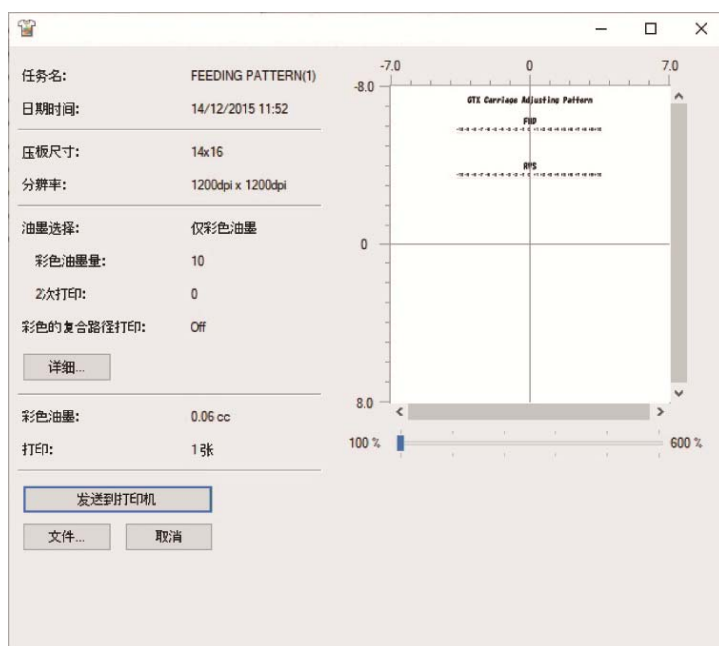 任务名: FEEDING PATTERN(1)
日期时间: 14/12/2015 11:52
压板尺寸: 14x16
分辨率: 1200dpi x 1200dpi
油墨选择: 仅彩色油墨
彩色油墨量: 10
2次打印: 0
彩色的复合路径打印: Off
详细...
彩色油墨: 0.06 cc
打印: 1 张
发送到打印机
文件... 取消
-7.0 0 7.0
-8.0
GTX Carriage Adjusting Pattern
FWD
RVS
0
8.0
100 % 600 %